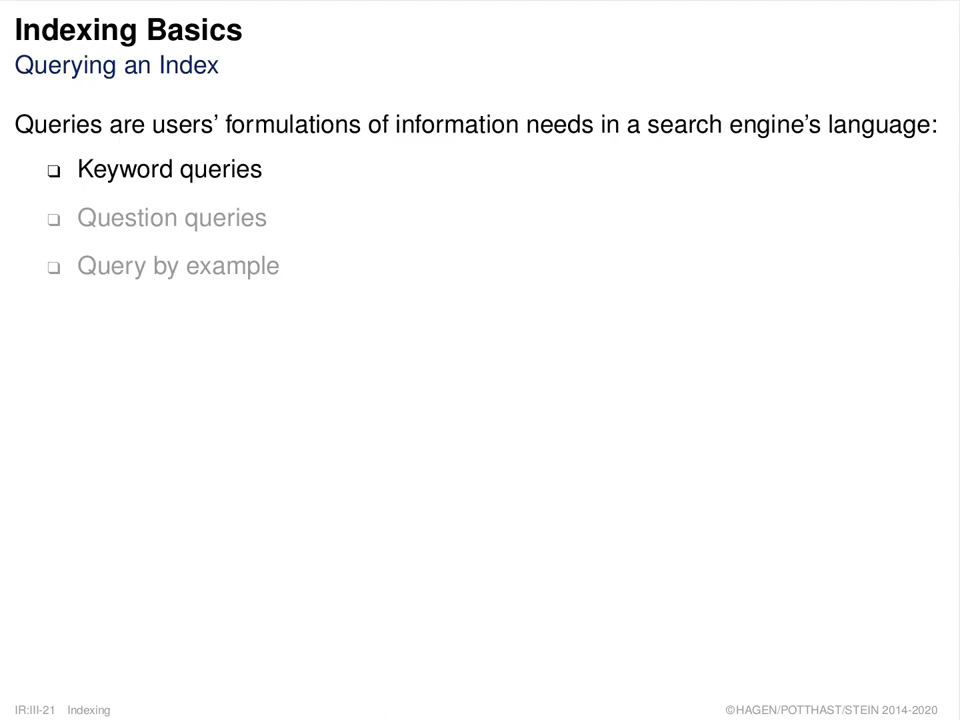 Indexing Basics
Querying an Index
Queries are users’ formulations of information needs in a search engine’s language:
❑ Keyword queries
❑ Question queries
❑ Query by example
IR:III-21 Indexing
©HAGEN/POTTHAST/STEIN 2014-2020